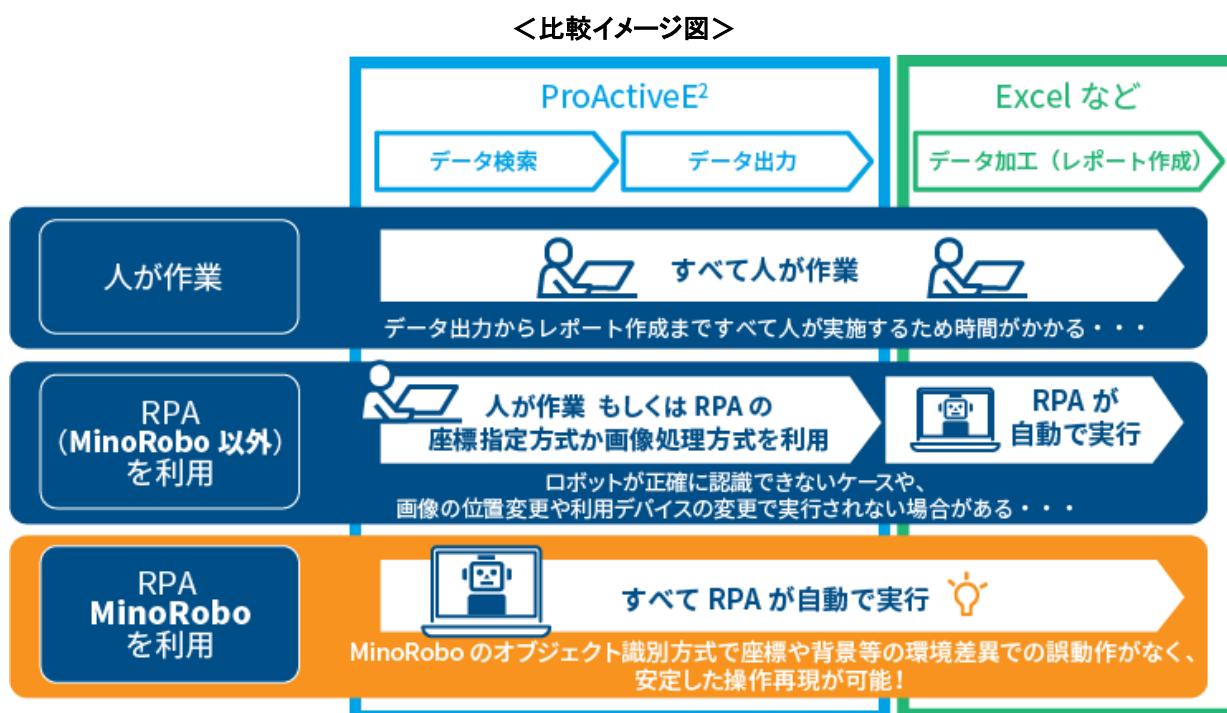 ＜比較イメージ図＞
ProActiveE²
Excel など
データ検索
データ出力
データ加工（レポート作成）
人が作業
すべて人が作業
データ出力からレポート作成まですべて人が実施するため時間がかかる・・・
RPA
（MinoRobo 以外）
を利用
人が作業 もしくは RPA の
座標指定方式か画像処理方式を利用
RPA が
自動で実行
ロボットが正確に認識できないケースや、
画像の位置変更や利用デバイスの変更で実行されない場合がある・・・
RPA
MinoRobo
を利用
すべて RPA が自動で実行
MinoRobo のオブジェクト識別方式で座標や背景等の環境差異での誤動作がなく、
安定した操作再現が可能！